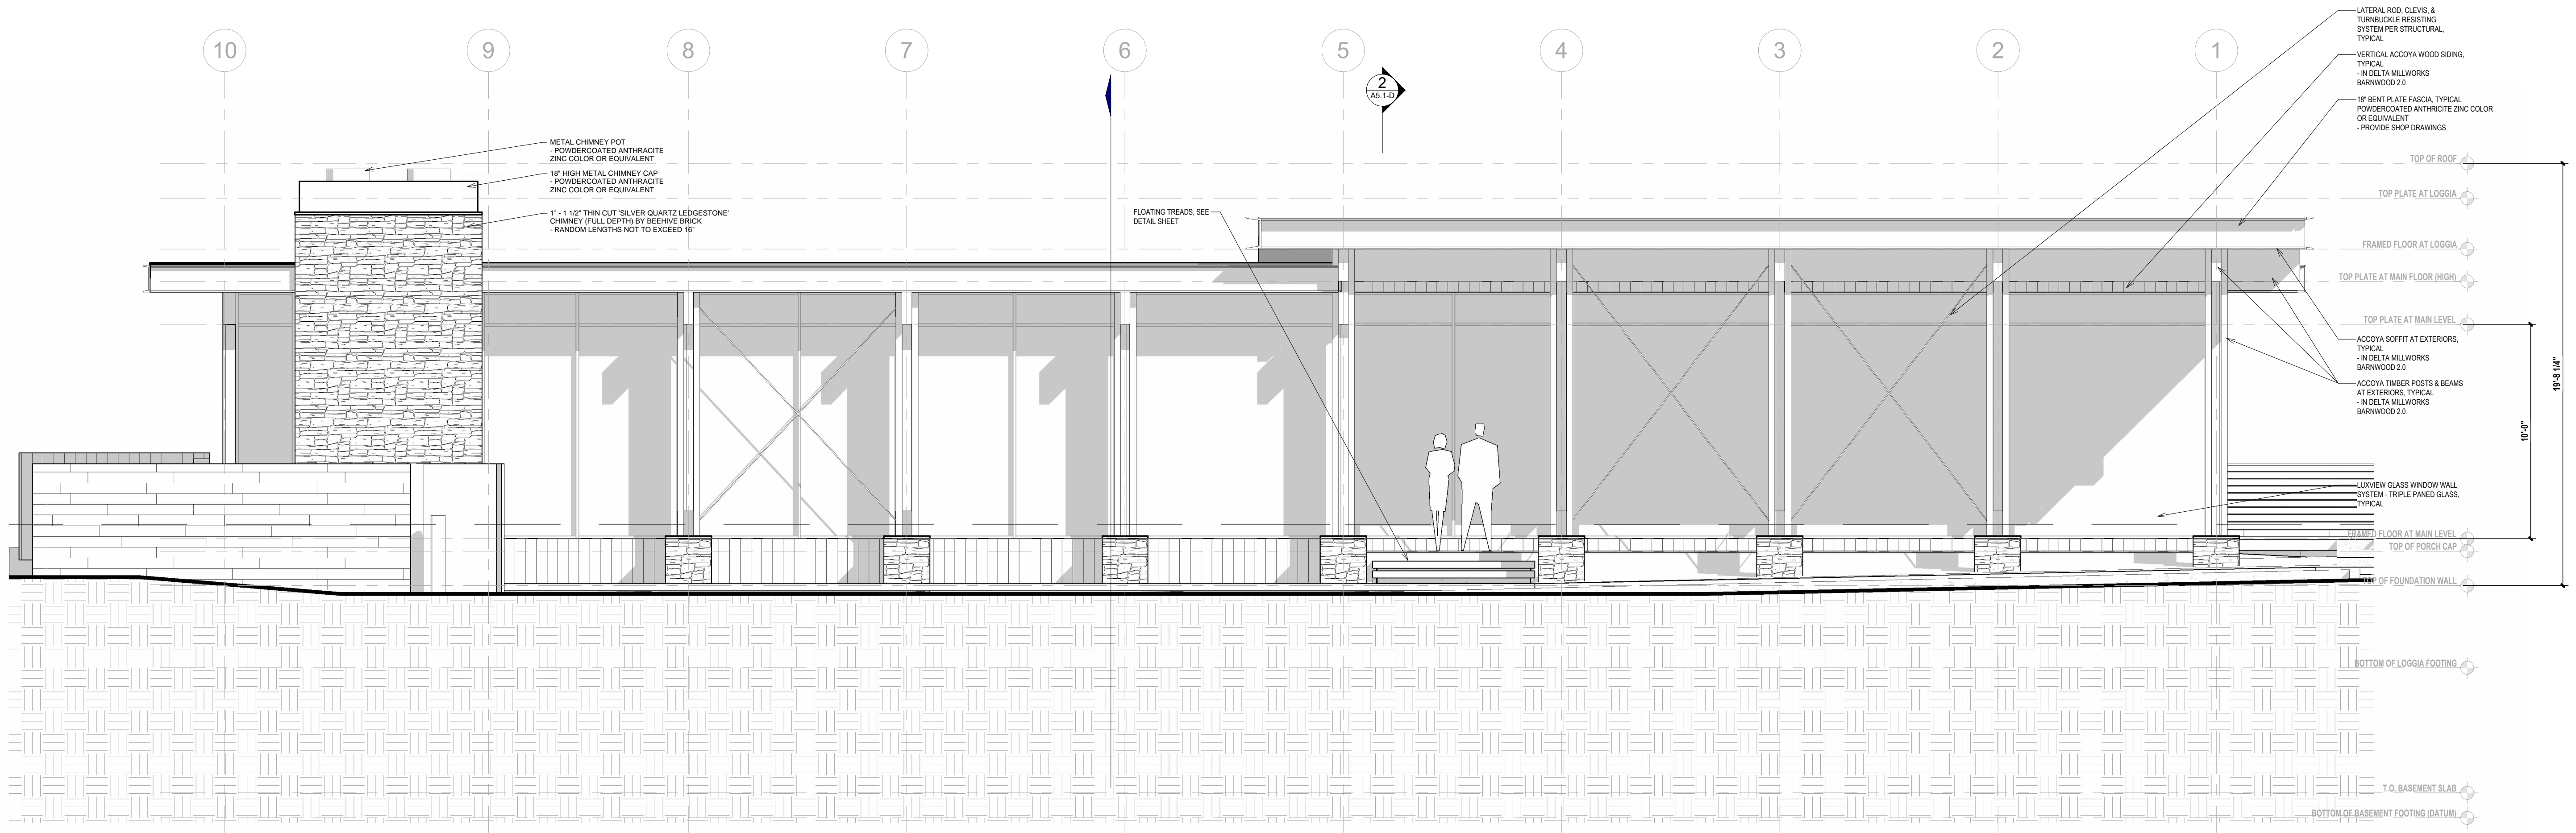 10
9
8
7
6
5
4
3
2
1
2
A5.1-D
LATERAL ROD, CLEVIS, &
TURNBUCKLE RESISTING
SYSTEM PER STRUCTURAL,
TYPICAL
VERTICAL ACCOYA WOOD SIDING,
TYPICAL
- IN DELTA MILLWORKS
BARNWOOD 2.0
18" BENT PLATE FASCIA, TYPICAL
POWDERCOATED ANTHRICITE ZINC COLOR
OR EQUIVALENT
- PROVIDE SHOP DRAWINGS
METAL CHIMNEY POT
- POWDERCOATED ANTHRACITE
ZINC COLOR OR EQUIVALENT
18" HIGH METAL CHIMNEY CAP
- POWDERCOATED ANTHRACITE
ZINC COLOR OR EQUIVALENT
1" - 1 1/2" THIN CUT 'SILVER QUARTZ LEDGESTONE'
CHIMNEY (FULL DEPTH) BY BEEHIVE BRICK
- RANDOM LENGTHS NOT TO EXCEED 16"
FLOATING TREADS, SEE
DETAIL SHEET
TOP OF ROOF
TOP PLATE AT LOGGIA
FRAMED FLOOR AT LOGGIA
TOP PLATE AT MAIN FLOOR (HIGH)
TOP PLATE AT MAIN LEVEL
ACCOYA SOFFIT AT EXTERIORS,
TYPICAL
- IN DELTA MILLWORKS
BARNWOOD 2.0
ACCOYA TIMBER POSTS & BEAMS
AT EXTERIORS, TYPICAL
- IN DELTA MILLWORKS
BARNWOOD 2.0
19'-8 1/4"
10'-0"
LUXVIEW GLASS WINDOW WALL
SYSTEM - TRIPLE PANED GLASS,
TYPICAL
FRAMED FLOOR AT MAIN LEVEL
TOP OF PORCH CAP
TOP OF FOUNDATION WALL
BOTTOM OF LOGGIA FOOTING
T.O. BASEMENT SLAB
BOTTOM OF BASEMENT FOOTING (DATUM)